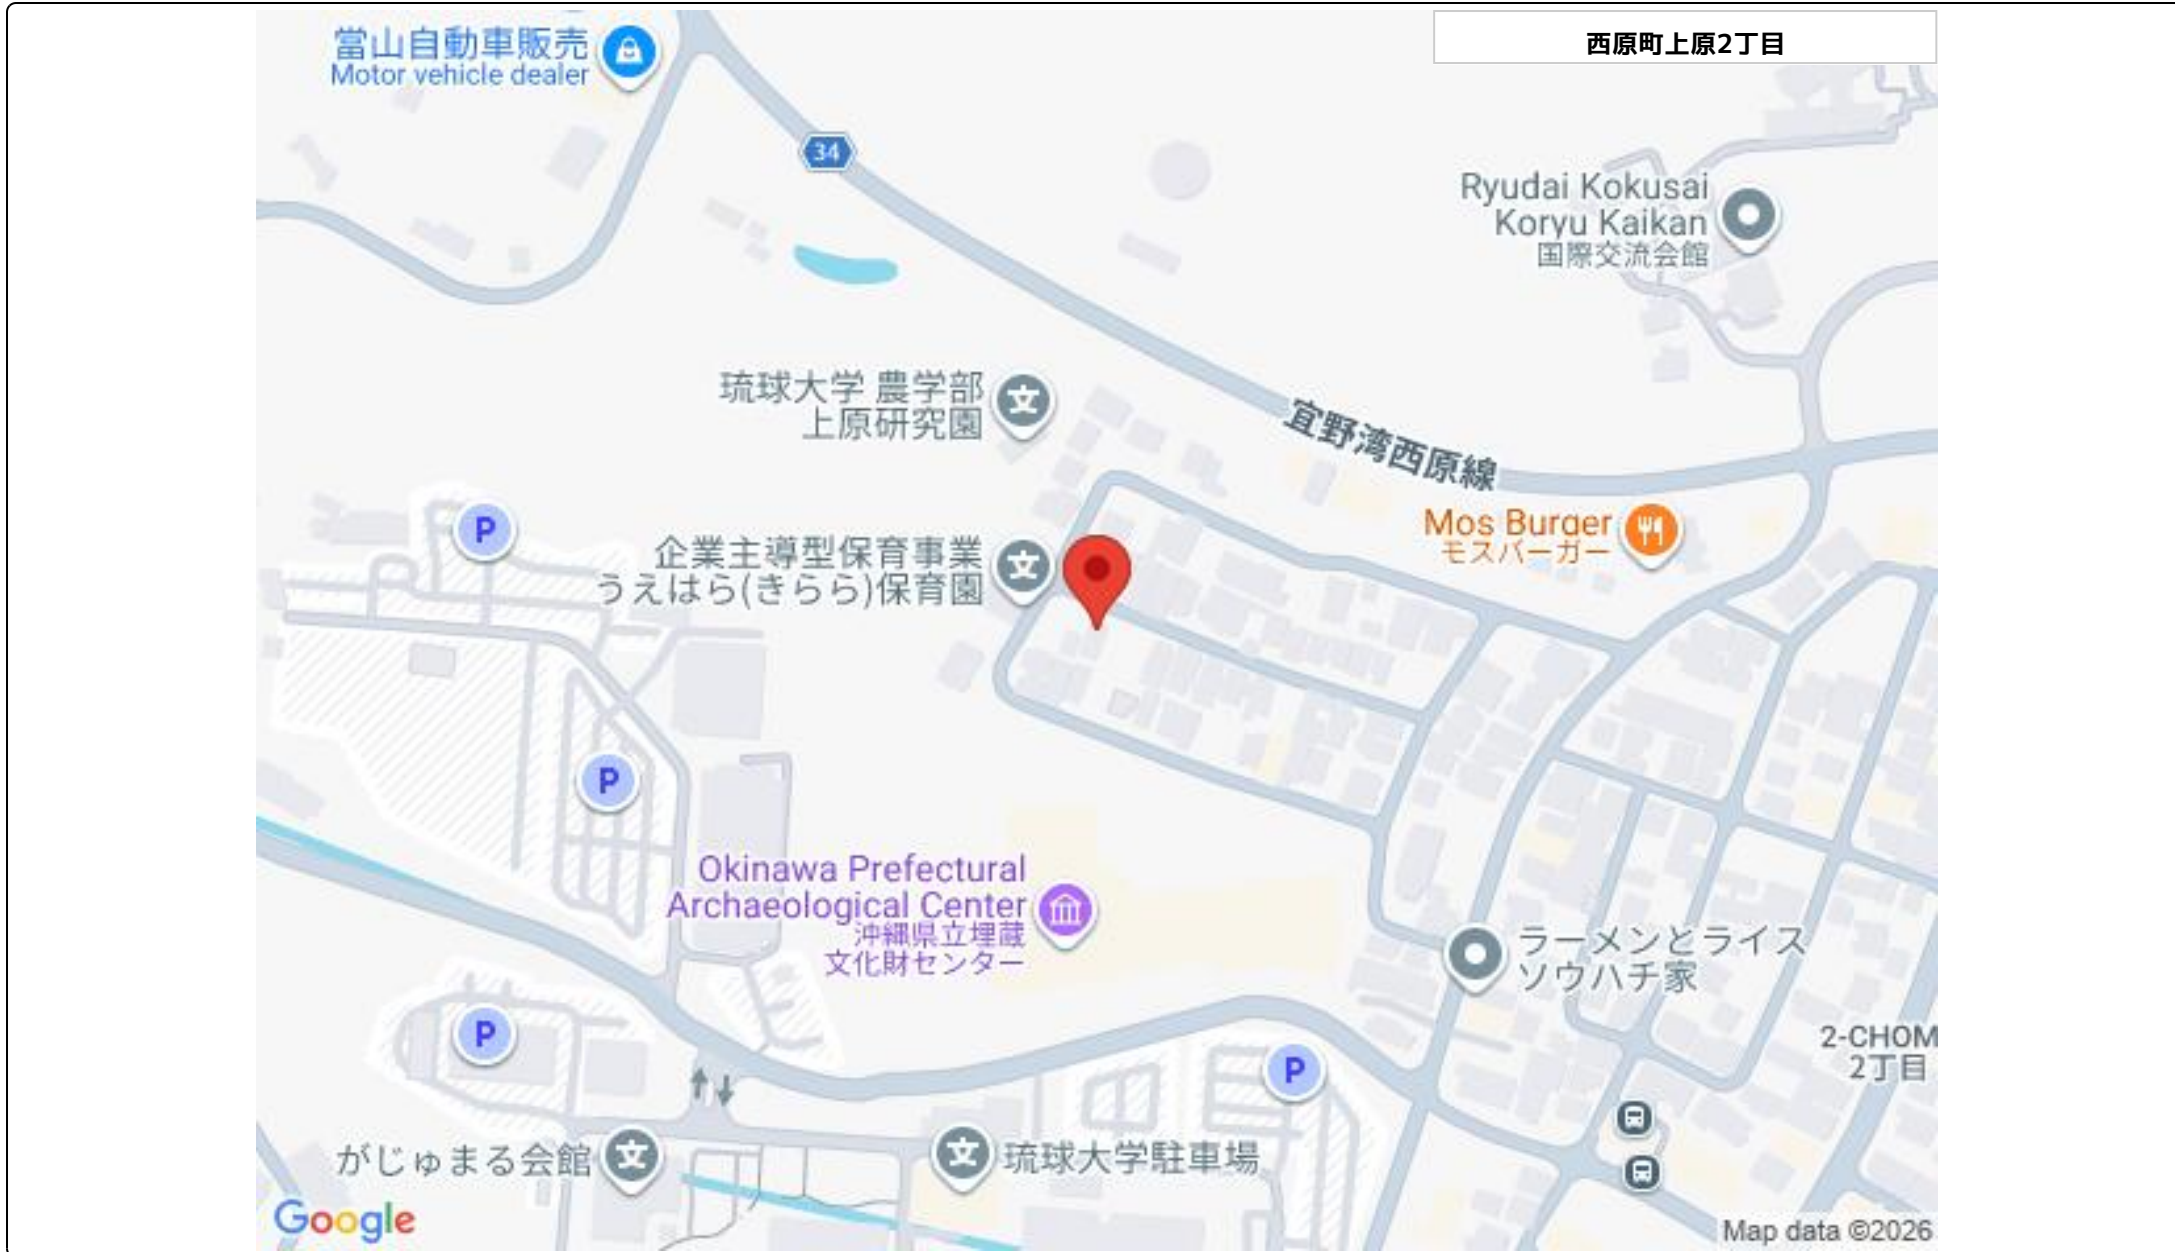 當山自動車販売
Motor vehicle dealer
西原町上原2丁目
34
Ryudai Kokusai
Koryu Kaikan
国際交流会館
琉球大学 農学部
上原研究園
宜野湾西原線
P
Mos Burger
モスバーガー
企業主導型保育事業
うえはら(きらら)保育園
P
Okinawa Prefectural
Archaeological Center
沖縄県立埋蔵
文化財センター
ラーメンとライス
ソウハチ家
P
P
2-CHOM
2丁目
がじゅまる会館
琉球大学駐車場
Google
Map data ©2026